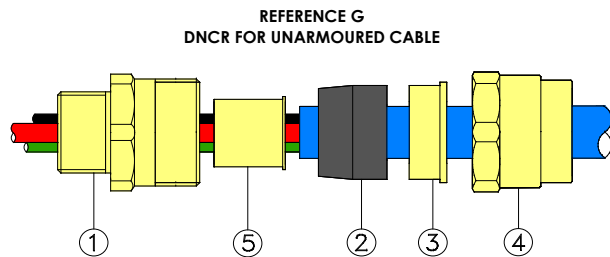 REFERENCE G
DNCR FOR UNARMOURED CABLE
1 5 2 3 4